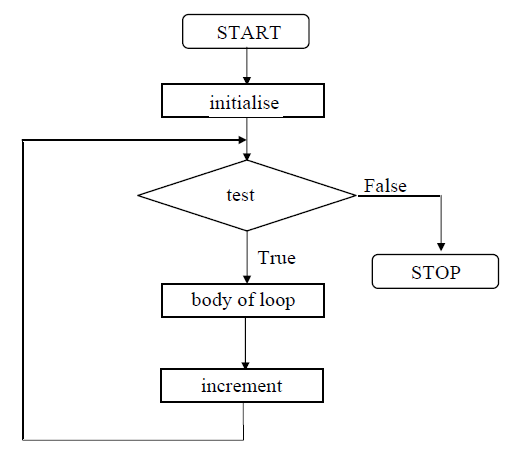 START
initialise
test
False
True
STOP
body of loop
increment